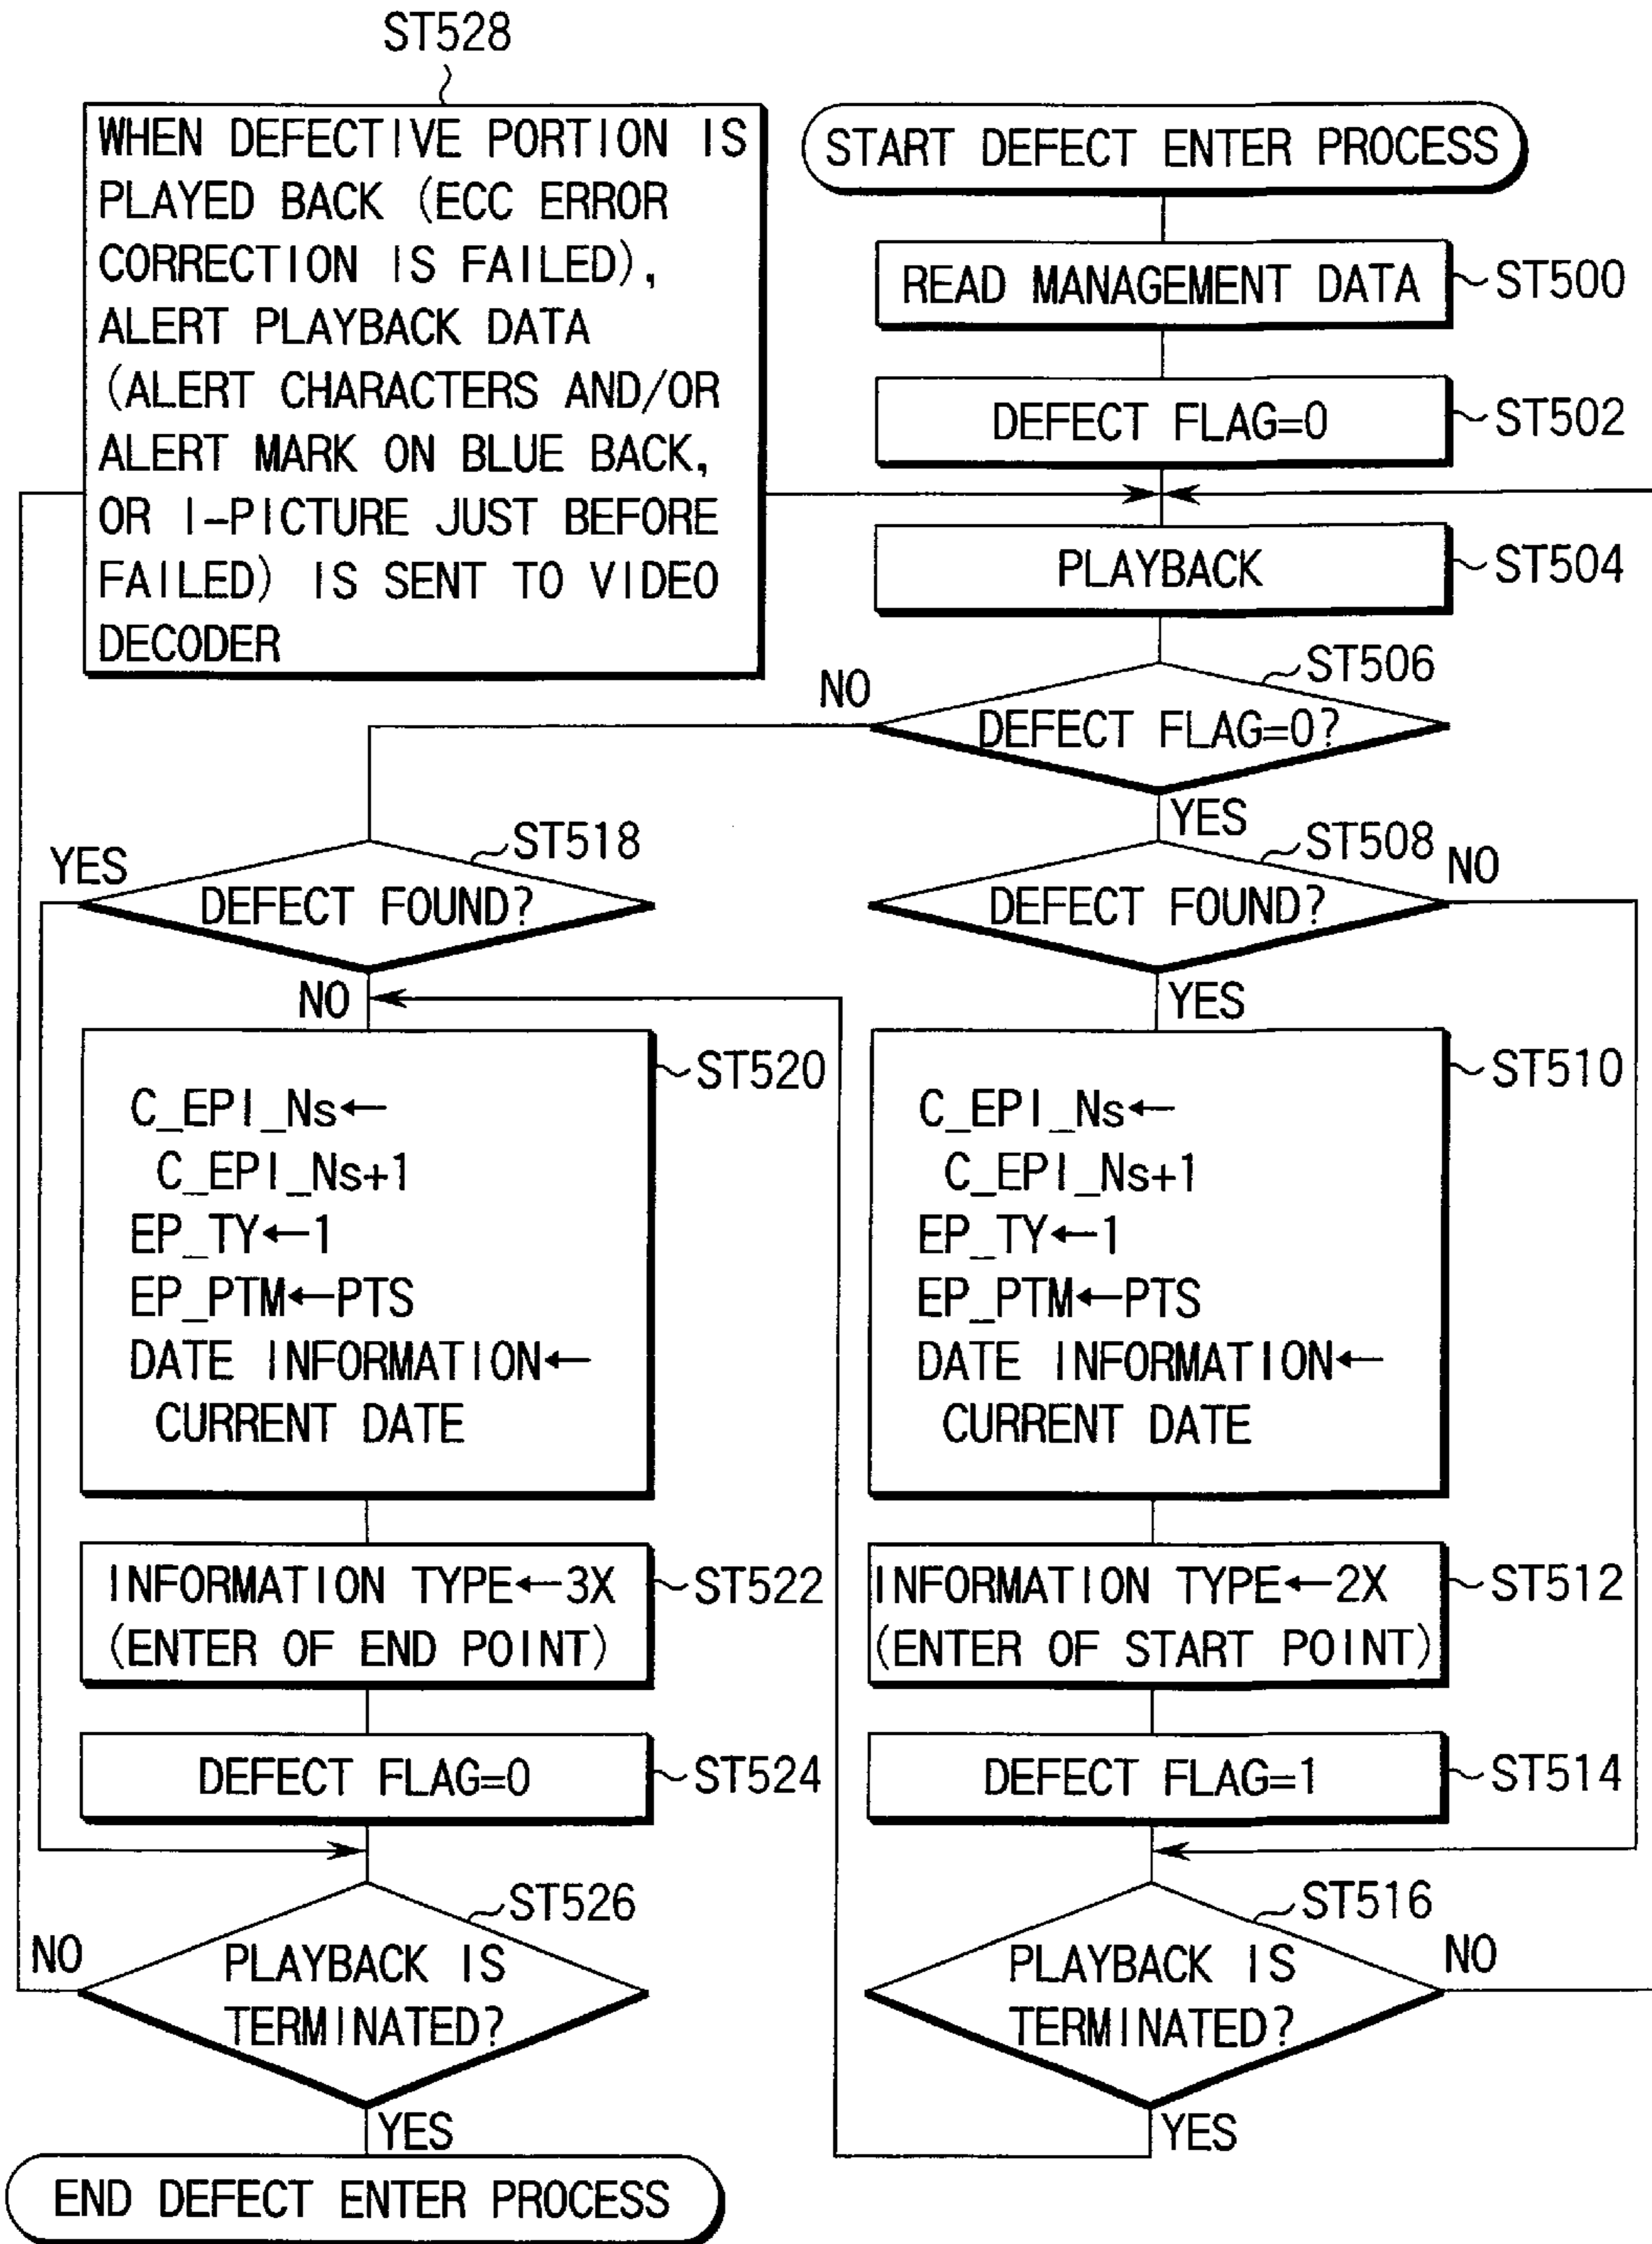 ST528
WHEN DEFECTIVE PORTION IS
PLAYED BACK (ECC ERROR
CORRECTION IS FAILED),
ALERT PLAYBACK DATA
(ALERT CHARACTERS AND/OR
ALERT MARK ON BLUE BACK,
OR I-PICTURE JUST BEFORE
FAILED) IS SENT TO VIDEO
DECODER
START DEFECT ENTER PROCESS
READ MANAGEMENT DATA
ST500
DEFECT FLAG=0
ST502
PLAYBACK
ST504
ST506
DEFECT FLAG=0?
NO
YES
ST518
DEFECT FOUND?
YES
NO
ST508
DEFECT FOUND?
NO
YES
ST520
C_EPI_Ns←
C_EPI_Ns+1
EP_TY←1
EP_PTM←PTS
DATE INFORMATION←
CURRENT DATE
ST510
C_EPI_Ns←
C_EPI_Ns+1
EP_TY←1
EP_PTM←PTS
DATE INFORMATION←
CURRENT DATE
INFORMATION TYPE←3X
(ENTER OF END POINT)
ST522
INFORMATION TYPE←2X
(ENTER OF START POINT)
ST512
DEFECT FLAG=0
ST524
DEFECT FLAG=1
ST514
ST526
PLAYBACK IS
TERMINATED?
NO
YES
ST516
PLAYBACK IS
TERMINATED?
NO
YES
END DEFECT ENTER PROCESS